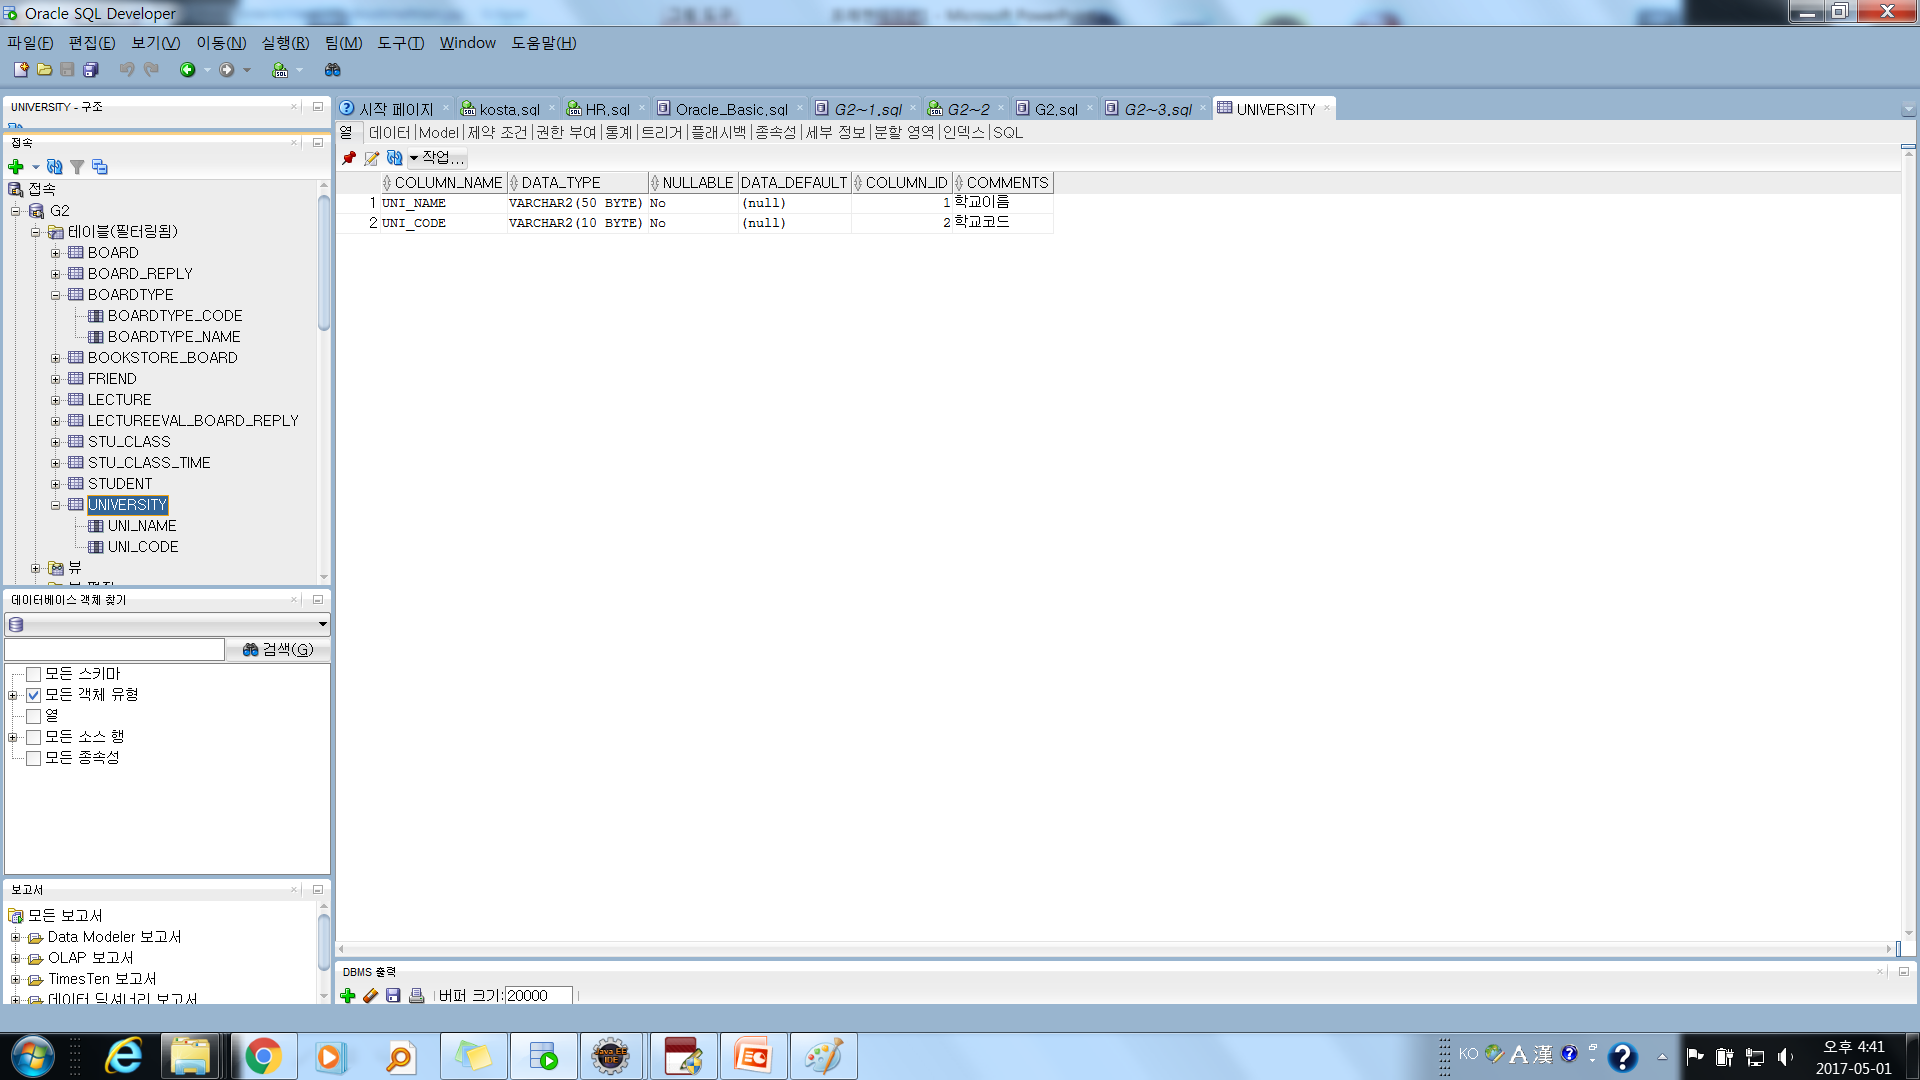 Oracle SQL Developer
파일(F) 편집(E) 보기(V) 이동(N) 실행(R) 팀(M) 도구(T) Window 도움말(H)
UNIVERSITY - 구조
접속
접속
G2
테이블(필터링됨)
BOARD
BOARD_REPLY
BOARDTYPE
BOARDTYPE_CODE
BOARDTYPE_NAME
BOOKSTORE_BOARD
FRIEND
LECTURE
LECTUREEVAL_BOARD_REPLY
STU_CLASS
STU_CLASS_TIME
STUDENT
UNIVERSITY
UNI_NAME
UNI_CODE
뷰
데이터베이스 객체 찾기
검색(G)
모든 스키마
모든 객체 유형
열
모든 소스 행
모든 종속성
보고서
모든 보고서
Data Modeler 보고서
OLAP 보고서
TimesTen 보고서
데이터 딕셔너리 보고서
시작 페이지 kosta.sql HR.sql Oracle_Basic.sql G2~1.sql G2~2 G2.sql G2~3.sql UNIVERSITY
열 데이터 Model 제약 조건 권한 부여 통계 트리거 플래시백 종속성 세부 정보 분할 영역 인덱스 SQL
작업...
COLUMN_NAME DATA_TYPE NULLABLE DATA_DEFAULT COLUMN_ID COMMENTS
1 UNI_NAME VARCHAR2(50 BYTE) No (null) 1 학교이름
2 UNI_CODE VARCHAR2(10 BYTE) No (null) 2 학교코드
DBMS 출력
버퍼 크기: 20000
KO A 漢
오후 4:41
2017-05-01